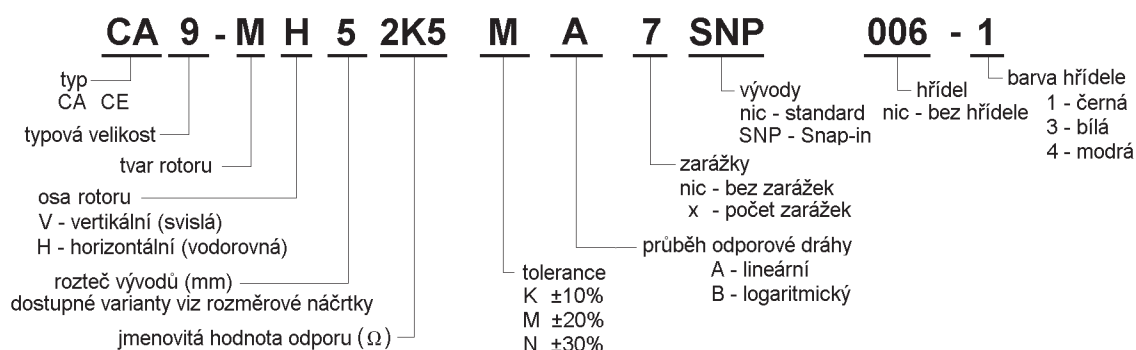 CA 9 - M H 5 2K5 M A 7 SNP 006 - 1
typ
CA CE
typová velikost
tvar rotoru
osa rotoru
V - vertikální (svislá)
H - horizontální (vodorovná)
rozteč vývodů (mm)
dostupné varianty viz rozměrové náčrtky
jmenovitá hodnota odporu (Ω)
tolerance
K ±10%
M ±20%
N ±30%
průběh odporové dráhy
A - lineární
B - logaritmický
zarážky
nic - bez zarážek
x - počet zarážek
vývody
nic - standard
SNP - Snap-in
hřídel
nic - bez hřídele
barva hřídele
1 - černá
3 - bílá
4 - modrá